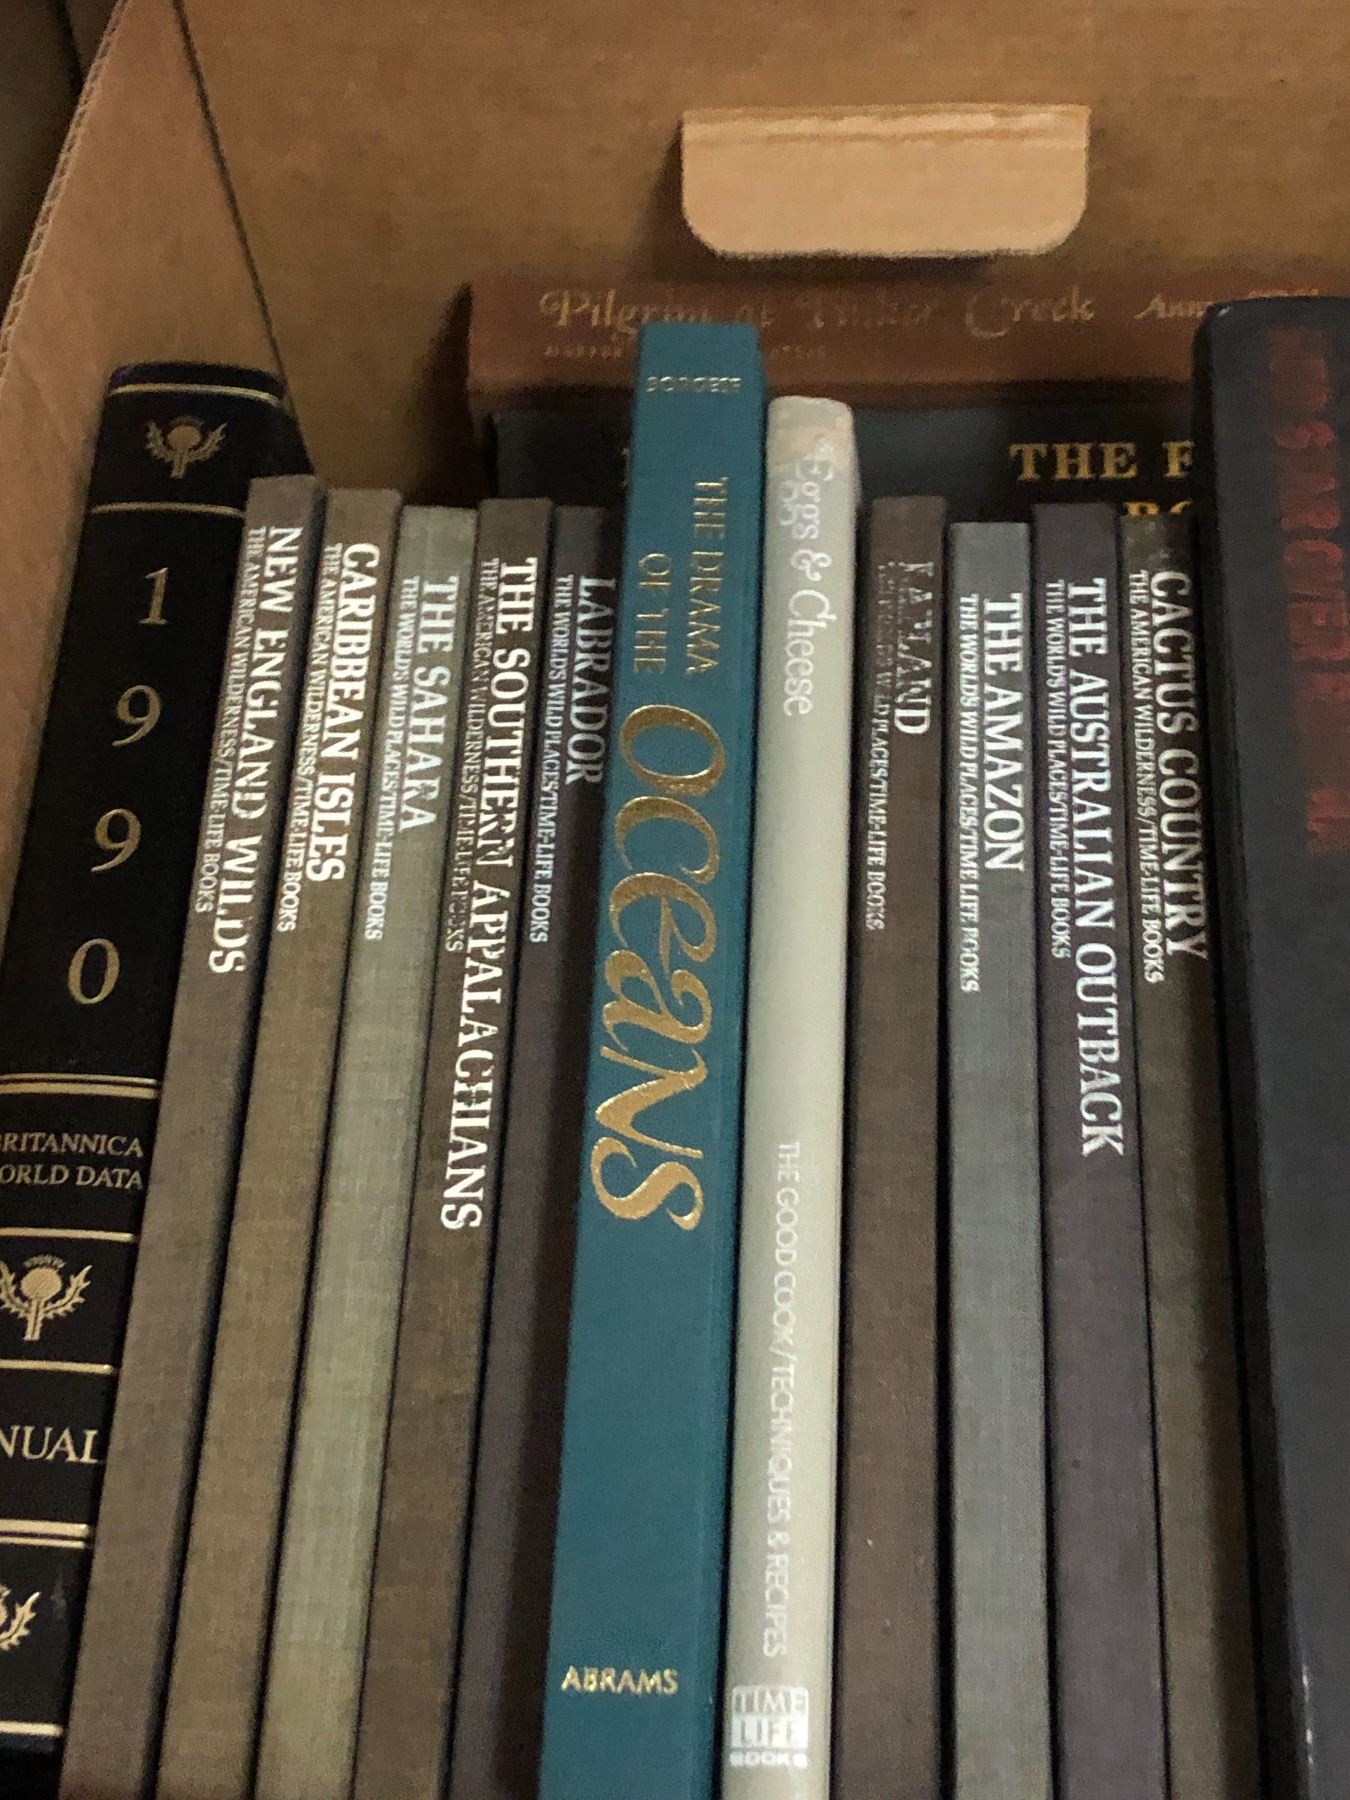 Pilgrim at Tinker Creek
THE
1990
BRITANNICA
WORLD DATA
NUAL
NEW ENGLAND WILDS
THE AMERICAN WILDERNESS/TIME-LIFE BOOKS
CARIBBEAN ISLES
THE AMERICAN WILDERNESS/TIME-LIFE BOOKS
THE SAHARA
THE WORLD'S WILD PLACES/TIME-LIFE BOOKS
THE SOUTHERN APPALACHIANS
THE AMERICAN WILDERNESS/TIME-LIFE BOOKS
LABRADOR
THE WORLD'S WILD PLACES/TIME-LIFE BOOKS
BORGESE
THE DRAMA
OF THE
OCEANS
ABRAMS
Eggs & Cheese
THE GOOD COOK/TECHNIQUES & RECIPES
TIME
LIFE
BOOKS
THE WORLD'S WILD PLACES/TIME-LIFE BOOKS
THE AMAZON
THE WORLD'S WILD PLACES/TIME LIFE BOOKS
THE AUSTRALIAN OUTBACK
THE WORLD'S WILD PLACES/TIME-LIFE BOOKS
CACTUS COUNTRY
THE AMERICAN WILDERNESS/TIME-LIFE BOOKS